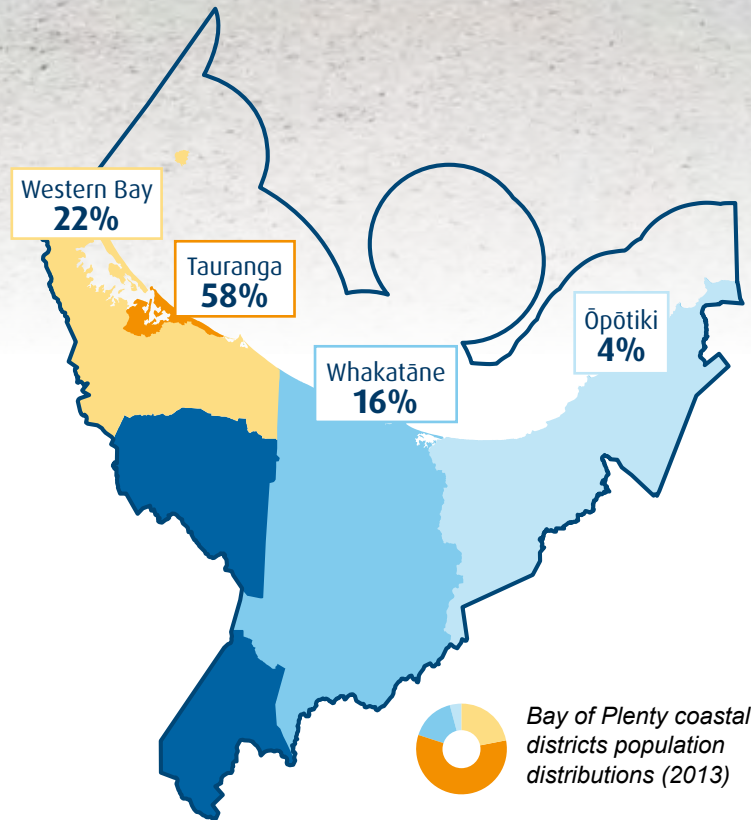 Western Bay
22%
Tauranga
58%
Ōpōtiki
4%
Whakatāne
16%
Bay of Plenty coastal
districts population
distributions (2013)